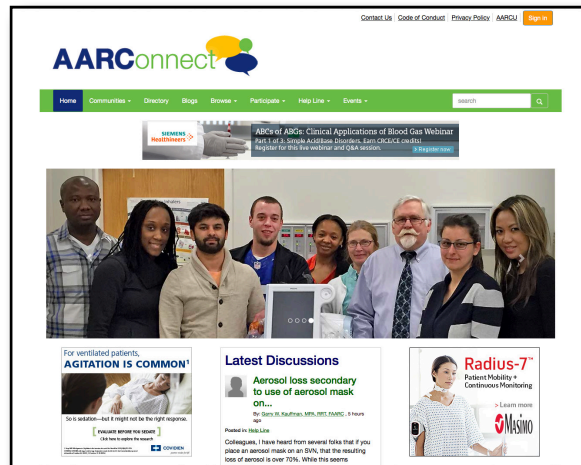 Contact Us Code of Conduct Privacy Policy AARCU Sign in
AARConnect
Home Communities Directory Blogs Browse Participate Help Line Events search
SIEMENS
Healthineers
ABCs of ABGs: Clinical Applications of Blood Gas Webinar
Part 1 of 3: Simple Acid/Base Disorders. Earn CRCE/CE credits!
Register for this live webinar and Q&A session.
> Register now
For ventilated patients,
AGITATION IS COMMON¹
So is sedation—but it might not be the right response.
[ EVALUATE BEFORE YOU SEDATE ]
Click here to explore the research
COVIDIEN
Latest Discussions
Aerosol loss secondary
to use of aerosol mask
on...
By: Garry W. Kauffman, MPA, RRT, FAARC , 5 hours
ago
Posted in: Help Line
Colleagues, I have heard from several folks that if you
place an aerosol mask on an SVN, that the resulting
loss of aerosol is over 70%. While this seems
Radius-7™
Patient Mobility +
Continuous Monitoring
> Learn more
Masimo